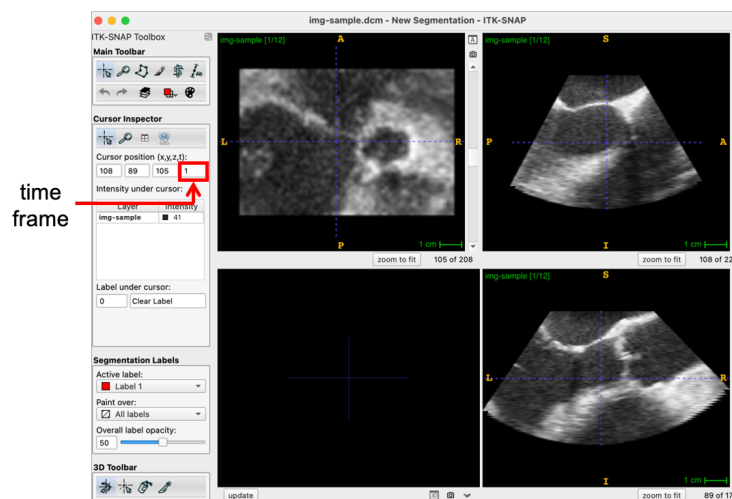 img-sample.dcm - New Segmentation - ITK-SNAP
ITK-SNAP Toolbox
Main Toolbar
Cursor Inspector
Cursor position (x,y,z,t):
108 89 105 1
Intensity under cursor:
Layer Intensity
img-sample 41
Label under cursor:
0 Clear Label
Segmentation Labels
Active label:
Label 1
Paint over:
All labels
Overall label opacity:
50
3D Toolbar
time
frame
img-sample [1/12]
A
L
R
P
1 cm
zoom to fit 105 of 208
img-sample [1/12]
S
P
A
I
1 cm
zoom to fit 108 of 22
update
img-sample [1/12]
S
L
R
I
1 cm
zoom to fit 89 of 17